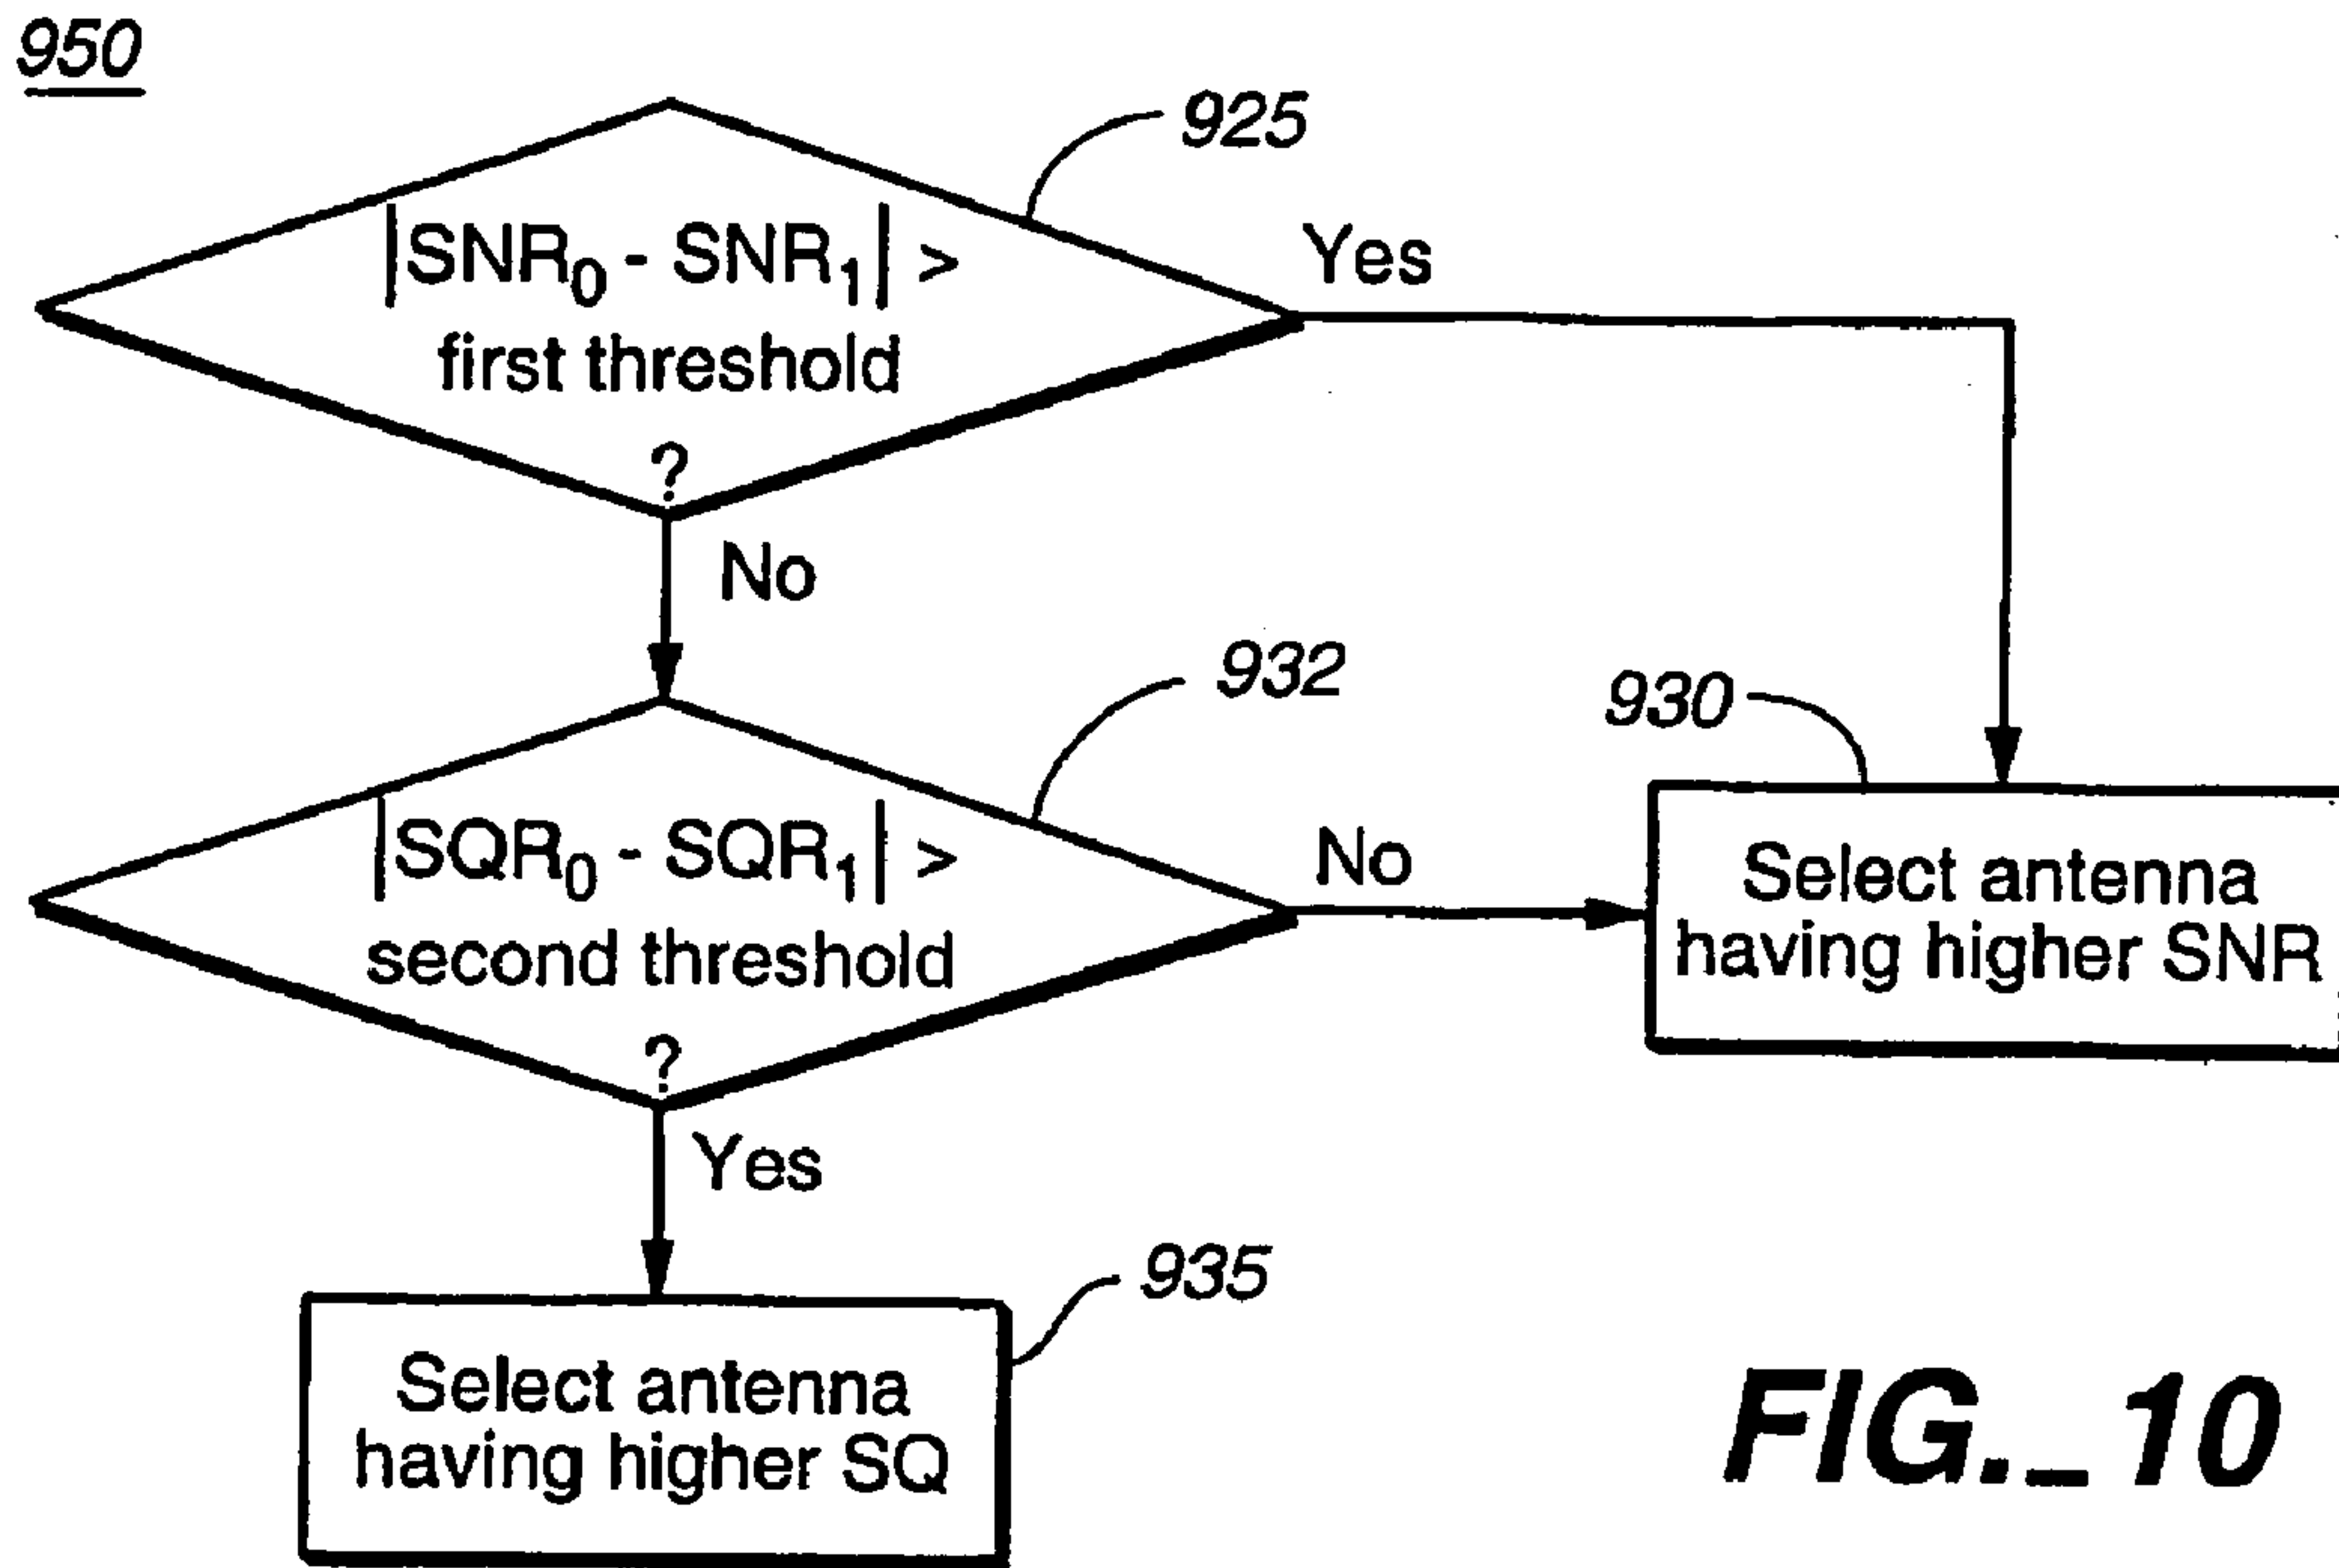 950
925
|SNR0 - SNR1| >
first threshold
?
Yes
No
932
930
|SQR0 - SQR1| >
second threshold
?
No
Select antenna
having higher SNR
Yes
935
Select antenna
having higher SQ
FIG._10